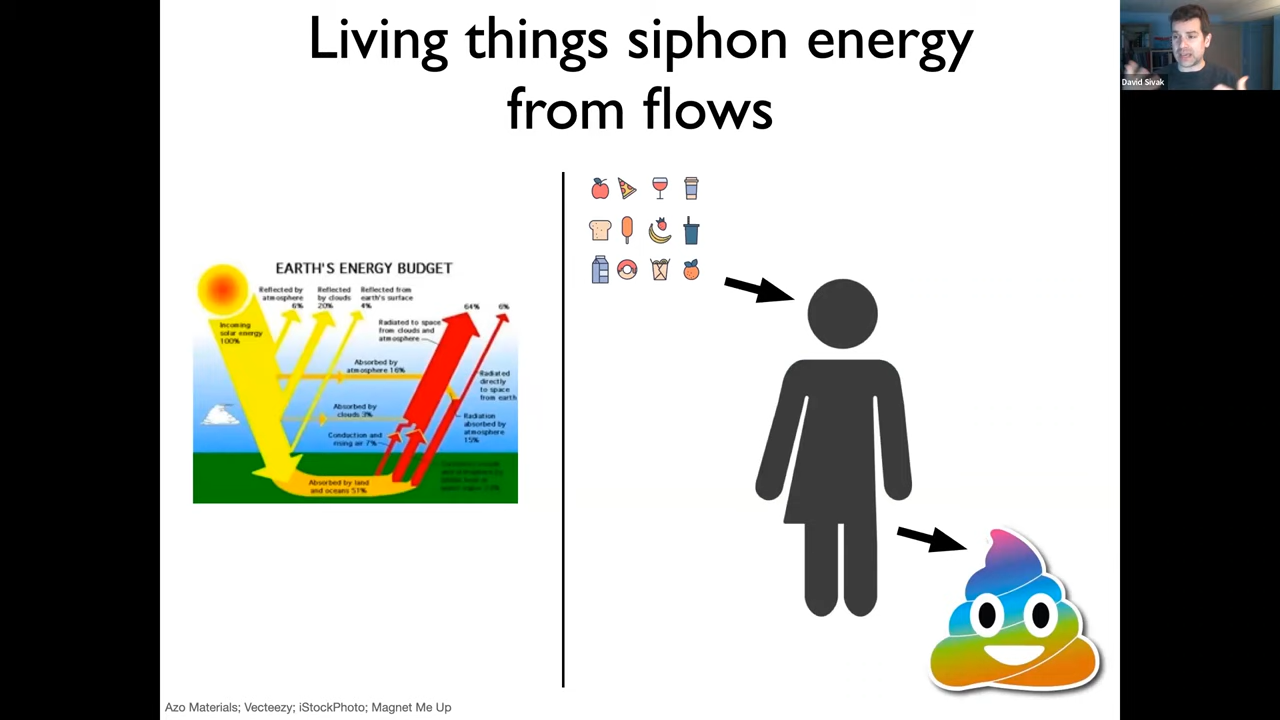 Living things siphon energy
from flows
David Sivak
EARTH'S ENERGY BUDGET
Reflected by
atmosphere
6%
Reflected
by clouds
20%
Reflected from
earth's surface
4%
64%
6%
Incoming
solar energy
100%
Radiated to space
from clouds and
atmosphere
Absorbed by
atmosphere 16%
Radiated
directly
to space
from earth
Absorbed by
clouds 3%
Radiation
absorbed by
atmosphere
15%
Conduction and
rising air 7%
Absorbed by land
and oceans 51%
Azo Materials; Vecteezy; iStockPhoto; Magnet Me Up